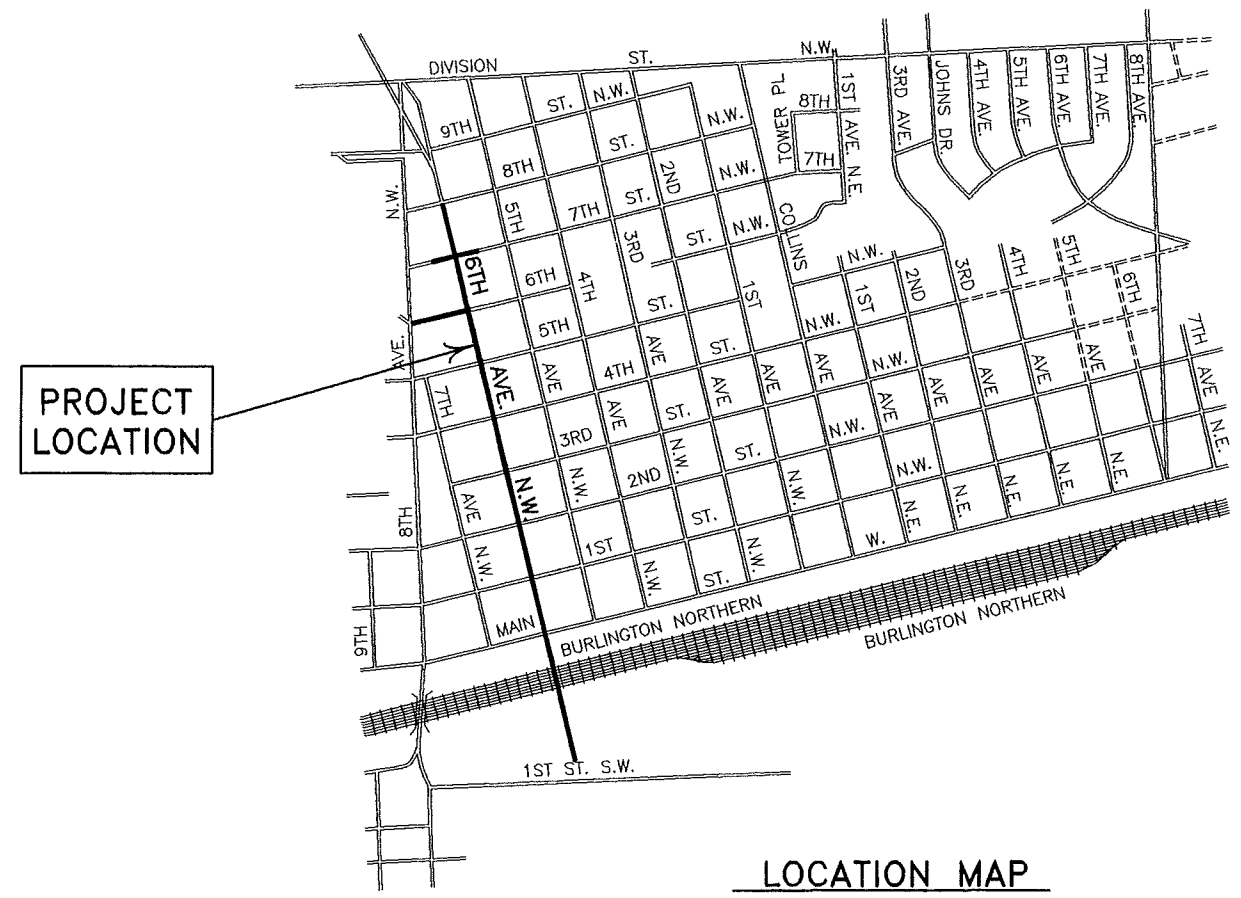 DIVISION ST. N.W.
9TH ST. N.W.
8TH ST. N.W.
7TH ST. N.W.
6TH ST. N.W.
5TH ST. N.W.
4TH ST. N.W.
3RD ST. N.W.
2ND ST. N.W.
1ST ST. W.
MAIN
BURLINGTON NORTHERN
BURLINGTON NORTHERN
1ST ST. S.W.
TOWER PL
8TH
7TH
1ST AVE. N.E.
3RD AVE.
JOHNS DR.
4TH AVE.
5TH AVE.
6TH AVE.
7TH AVE.
8TH AVE.
N.W.
AVE.
8TH
9TH
7TH AVE N.W.
6TH AVE. N.W.
5TH AVE N.W.
4TH AVE N.W.
3RD AVE N.W.
2ND AVE N.W.
1ST AVE
COLLINS AVE
1ST AVE N.E.
2ND AVE N.E.
3RD AVE N.E.
4TH AVE N.E.
5TH AVE N.E.
6TH
7TH AVE N.E.
PROJECT
LOCATION
LOCATION MAP